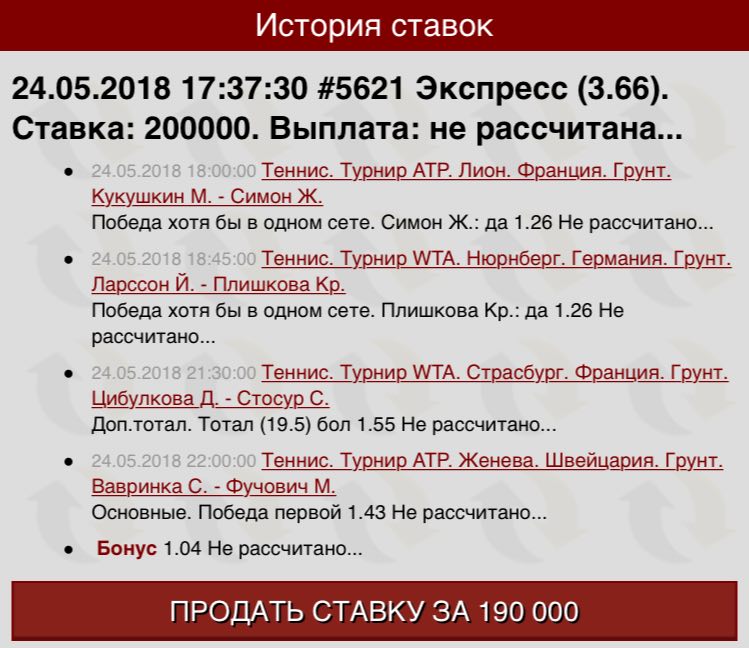 История ставок
24.05.2018 17:37:30 #5621 Экспресс (3.66).
Ставка: 200000. Выплата: не рассчитана...
• 24.05.2018 18:00:00 Теннис. Турнир ATP. Лион. Франция. Грунт.
Кукушкин М. - Симон Ж.
Победа хотя бы в одном сете. Симон Ж.: да 1.26 Не рассчитано...
• 24.05.2018 18:45:00 Теннис. Турнир WTA. Нюрнберг. Германия. Грунт.
Ларссон Й. - Плишкова Кр.
Победа хотя бы в одном сете. Плишкова Кр.: да 1.26 Не
рассчитано...
• 24.05.2018 21:30:00 Теннис. Турнир WTA. Страсбург. Франция. Грунт.
Цибулкова Д. - Стосур С.
Доп.тотал. Тотал (19.5) бол 1.55 Не рассчитано...
• 24.05.2018 22:00:00 Теннис. Турнир ATP. Женева. Швейцария. Грунт.
Вавринка С. - Фучович М.
Основные. Победа первой 1.43 Не рассчитано...
• Бонус 1.04 Не рассчитано...
ПРОДАТЬ СТАВКУ ЗА 190 000